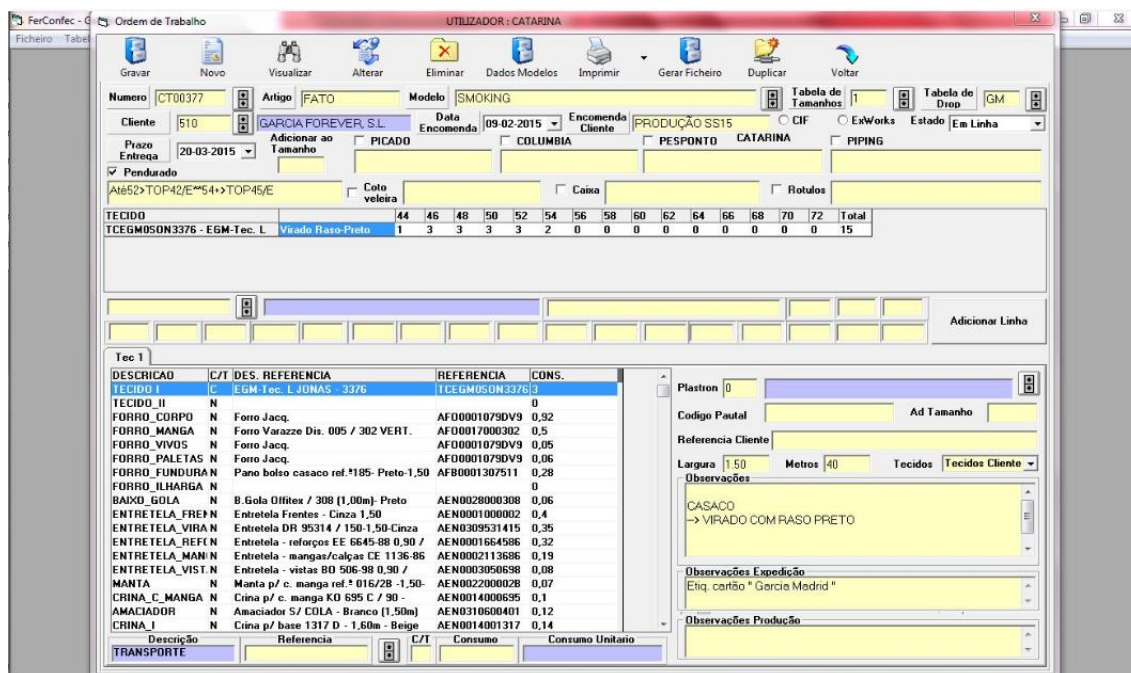 FerConfec - G
Ordem de Trabalho UTILIZADOR : CATARINA
Ficheiro Tabel
Gravar Novo Visualizar Alterar Eliminar Dados Modelos Imprimir Gerar Ficheiro Duplicar Voltar
Numero CT00377 Artigo FATO Modelo SMOKING Tabela de Tamanhos 1 Tabela de Drop GM
Cliente 510 GARCIA FOREVER, S.L. Data Encomenda 09-02-2015 Encomenda Cliente PRODUÇÃO SS15 CIF ExWorks Estado Em Linha
Prazo Entrega 20-03-2015 Adicionar ao Tamanho PICADO COLUMBIA PESPONTO CATARINA PIPING
Pendurado
Até52>TOP42/E**54+>TOP45/E Coto veleira Caixa Rotulos
TECIDO 44 46 48 50 52 54 56 58 60 62 64 66 68 70 72 Total
TCEGM0SON3376 - EGM-Tec. L Virado Raso-Preto 1 3 3 3 3 2 0 0 0 0 0 0 0 0 0 15
Adicionar Linha
Tec 1
DESCRICAO C/T DES. REFERENCIA REFERENCIA CONS.
TECIDO I C EGM-Tec. L JONAS - 3376 TCEGM0SON3376 3
TECIDO_II N 0
FORRO_CORPO N Forro Jacq. AFO0001079DV9 0,92
FORRO_MANGA N Forro Varazze Dis. 005 / 302 VERT. AFO0017000302 0,5
FORRO_VIVOS N Forro Jacq. AFO0001079DV9 0,05
FORRO_PALETAS N Forro Jacq. AFO0001079DV9 0,06
FORRO_FUNDURA N Pano bolso casaco ref.ª185- Preto-1,50 AFB0001307511 0,28
FORRO_ILHARGA N 0
BAIXO_GOLA N B.Gola Offitex / 308 (1,00m)- Preto AEN0028000308 0,06
ENTRETELA_FREN N Entretela Frentes - Cinza 1,50 AEN0001000002 0,4
ENTRETELA_VIRA N Entretela DR 95314 / 150-1,50-Cinza AEN0309531415 0,35
ENTRETELA_REFC N Entretela - reforços EE 6645-88 0,90 / AEN0001664586 0,32
ENTRETELA_MAN N Entretela - mangas/calças CE 1136-86 AEN0002113686 0,19
ENTRETELA_VIST. N Entretela - vistas BO 506-98 0,90 / AEN0003050698 0,08
MANTA N Manta p/ c. manga ref.ª 016/2B -1,50- AEN002200002B 0,07
CRINA_C_MANGA N Crina p/ c. manga KO 695 C / 90 - AEN0014000695 0,1
AMACIADOR N Amaciador S/ COLA - Branco (1,50m) AEN0310600401 0,12
CRINA_I N Crina p/ base 1317 D - 1,60m - Beige AEN0014001317 0,14
Descrição Referencia C/T Consumo Consumo Unitario
TRANSPORTE
Plastron 0
Codigo Pautal Ad Tamanho
Referencia Cliente
Largura 1.50 Metros 40 Tecidos Tecidos Cliente
Observações
CASACO
-> VIRADO COM RASO PRETO
Observações Expedição
Etiq. cartão " Garcia Madrid "
Observações Produção